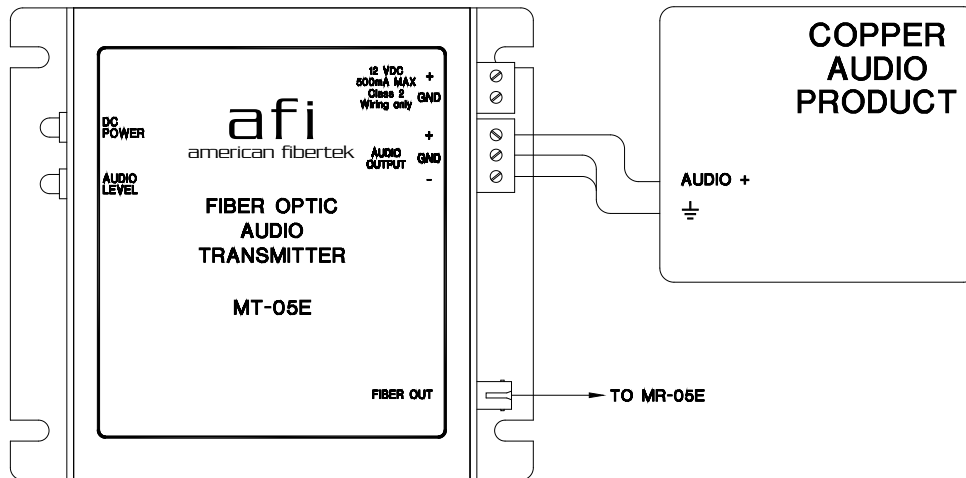 12 VDC +
500mA MAX
Class 2 GND
Wiring only
DC
POWER
afi
american fibertek
+
AUDIO GND
OUTPUT
-
AUDIO
LEVEL
FIBER OPTIC
AUDIO
TRANSMITTER
MT-05E
FIBER OUT
TO MR-05E
COPPER
AUDIO
PRODUCT
AUDIO +